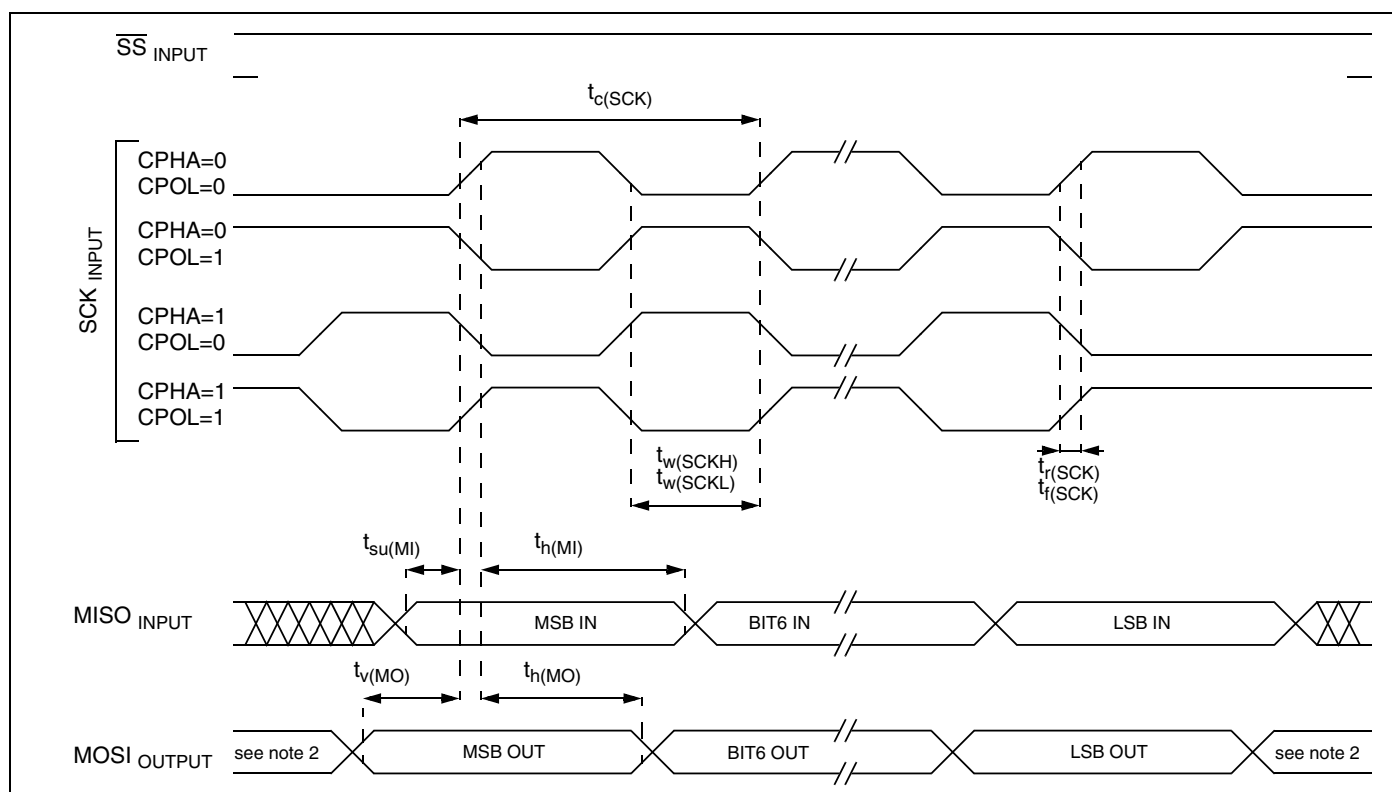 SS INPUT
tc(SCK)
SCK INPUT
CPHA=0
CPOL=0
CPHA=0
CPOL=1
CPHA=1
CPOL=0
CPHA=1
CPOL=1
tw(SCKH)
tw(SCKL)
tr(SCK)
tf(SCK)
tsu(MI)
th(MI)
MISO INPUT
MSB IN
BIT6 IN
LSB IN
tv(MO)
th(MO)
MOSI OUTPUT
see note 2
MSB OUT
BIT6 OUT
LSB OUT
see note 2